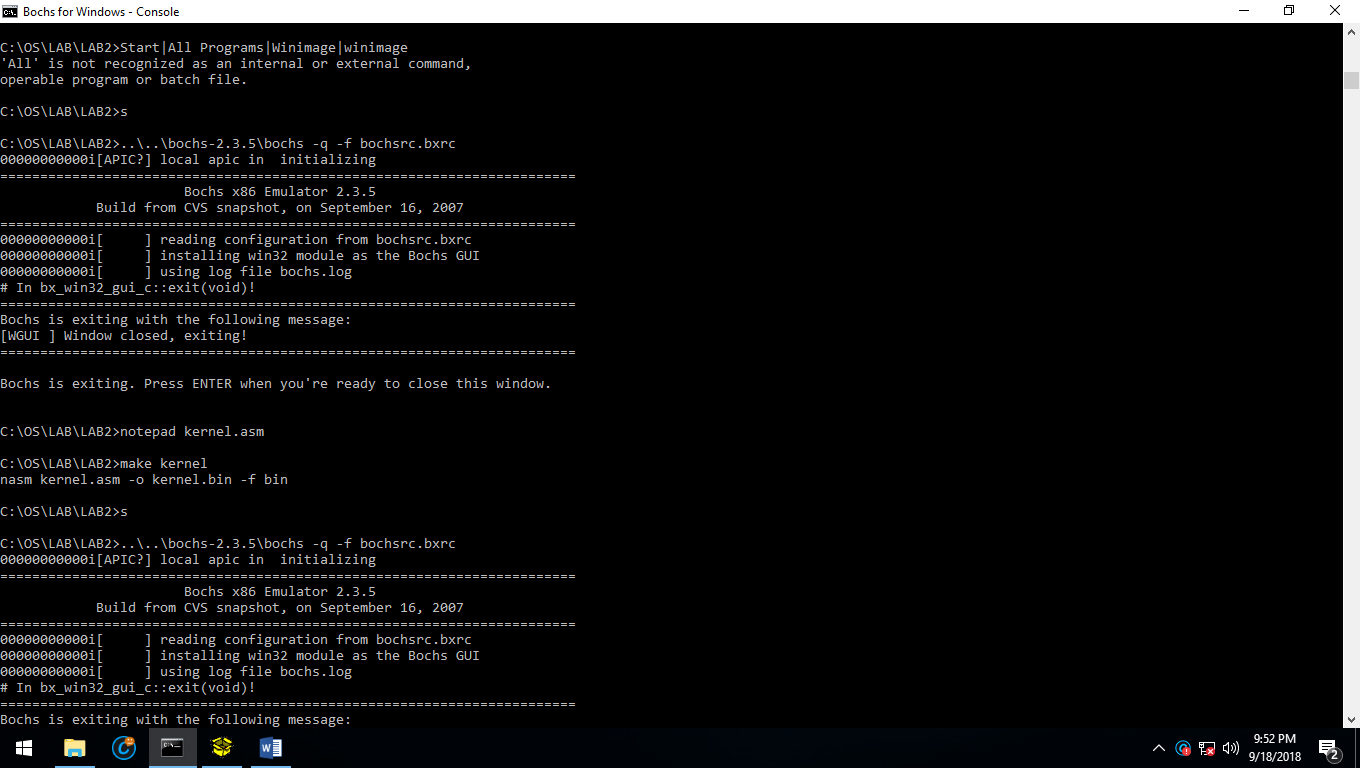 Bochs for Windows - Console
C:\OS\LAB\LAB2>Start|All Programs|Winimage|winimage
'All' is not recognized as an internal or external command,
operable program or batch file.
C:\OS\LAB\LAB2>s
C:\OS\LAB\LAB2>..\..\bochs-2.3.5\bochs -q -f bochsrc.bxrc
00000000000i[APIC?] local apic in  initializing
========================================================================
Bochs x86 Emulator 2.3.5
Build from CVS snapshot, on September 16, 2007
========================================================================
00000000000i[     ] reading configuration from bochsrc.bxrc
00000000000i[     ] installing win32 module as the Bochs GUI
00000000000i[     ] using log file bochs.log
# In bx_win32_gui_c::exit(void)!
========================================================================
Bochs is exiting with the following message:
[WGUI ] Window closed, exiting!
========================================================================
Bochs is exiting. Press ENTER when you're ready to close this window.
C:\OS\LAB\LAB2>notepad kernel.asm
C:\OS\LAB\LAB2>make kernel
nasm kernel.asm -o kernel.bin -f bin
C:\OS\LAB\LAB2>s
C:\OS\LAB\LAB2>..\..\bochs-2.3.5\bochs -q -f bochsrc.bxrc
00000000000i[APIC?] local apic in  initializing
========================================================================
Bochs x86 Emulator 2.3.5
Build from CVS snapshot, on September 16, 2007
========================================================================
00000000000i[     ] reading configuration from bochsrc.bxrc
00000000000i[     ] installing win32 module as the Bochs GUI
00000000000i[     ] using log file bochs.log
# In bx_win32_gui_c::exit(void)!
========================================================================
Bochs is exiting with the following message:
9:52 PM
9/18/2018
2